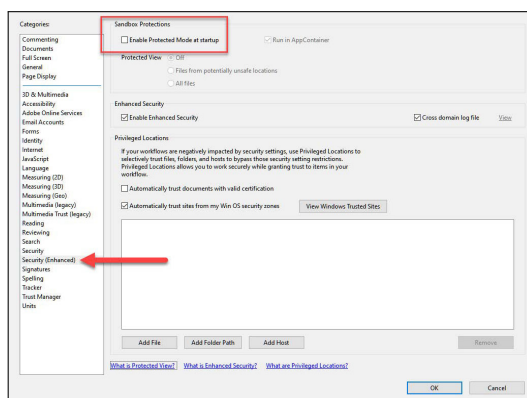 Categories:
Commenting
Documents
Full Screen
General
Page Display
3D & Multimedia
Accessibility
Adobe Online Services
Email Accounts
Forms
Identity
Internet
JavaScript
Language
Measuring (2D)
Measuring (3D)
Measuring (Geo)
Multimedia (legacy)
Multimedia Trust (legacy)
Reading
Reviewing
Search
Security
Security (Enhanced)
Signatures
Spelling
Tracker
Trust Manager
Units
Sandbox Protections
Enable Protected Mode at startup
Run in AppContainer
Protected View
Off
Files from potentially unsafe locations
All files
Enhanced Security
Enable Enhanced Security
Cross domain log file
View
Privileged Locations
If your workflows are negatively impacted by security settings, use Privileged Locations to
selectively trust files, folders, and hosts to bypass those security setting restrictions.
Privileged Locations allows you to work securely while granting trust to items in your
workflow.
Automatically trust documents with valid certification
Automatically trust sites from my Win OS security zones
View Windows Trusted Sites
Add File
Add Folder Path
Add Host
Remove
What is Protected View?
What is Enhanced Security?
What are Privileged Locations?
OK
Cancel